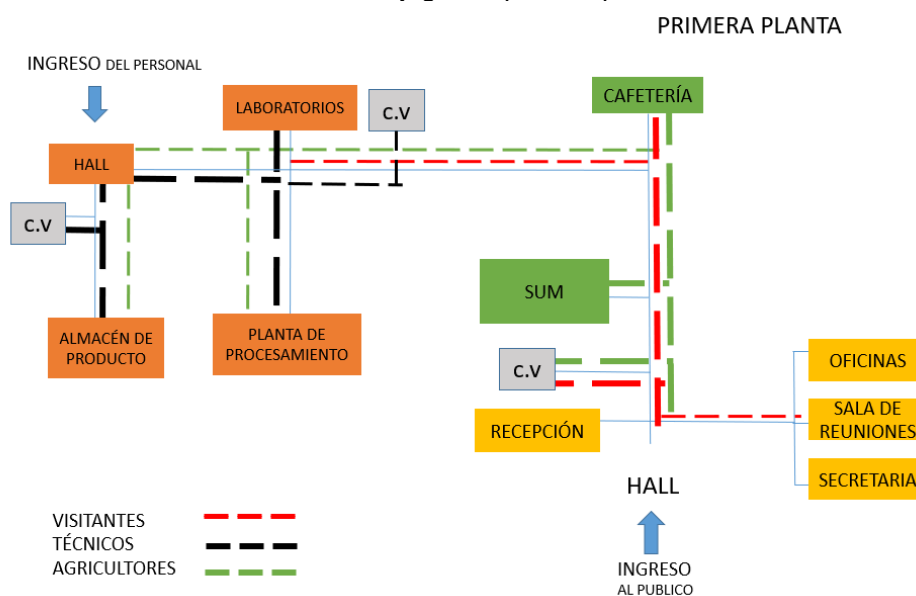 PRIMERA PLANTA
INGRESO DEL PERSONAL
LABORATORIOS
C.V
CAFETERÍA
HALL
C.V
SUM
ALMACÉN DE
PRODUCTO
PLANTA DE
PROCESAMIENTO
C.V
OFICINAS
RECEPCIÓN
SALA DE
REUNIONES
SECRETARIA
HALL
VISITANTES
TÉCNICOS
AGRICULTORES
INGRESO
AL PUBLICO